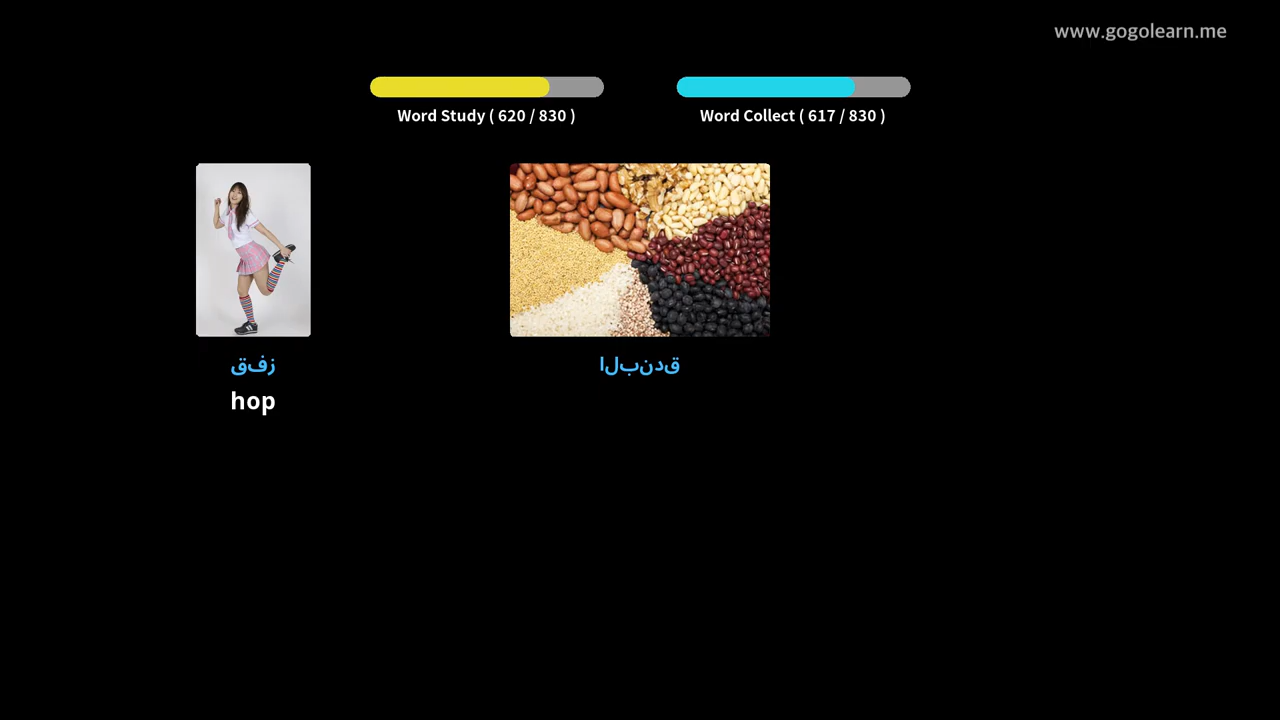 www.gogolearn.me
Word Study ( 620 / 830 )
Word Collect ( 617 / 830 )
قفز
hop
البندق